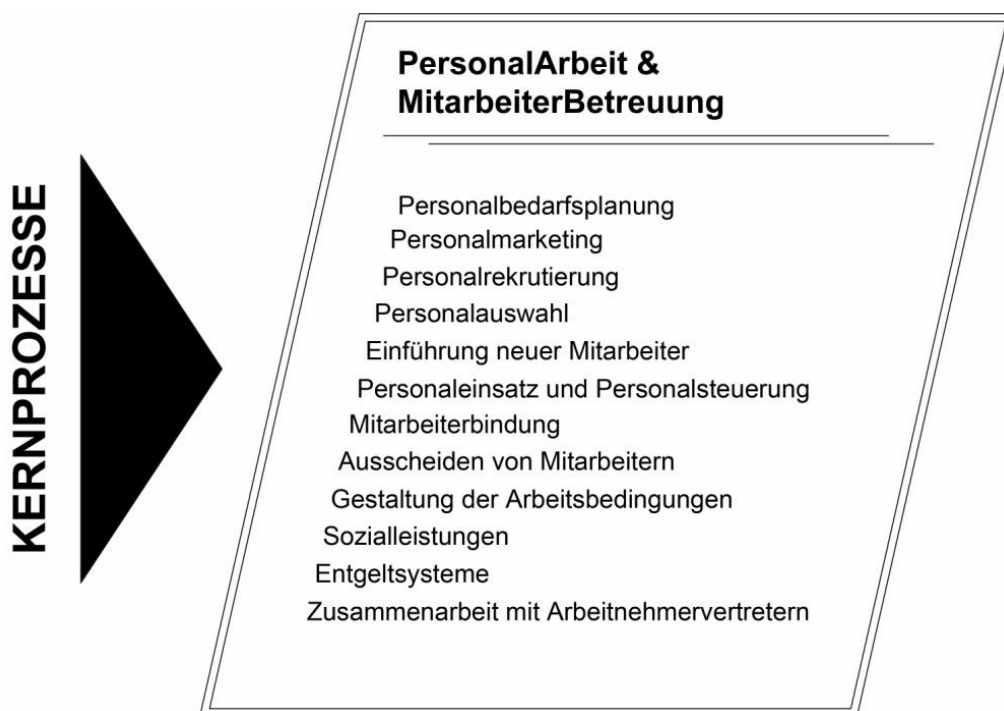 KERNPROZESSE
PersonalArbeit &
MitarbeiterBetreuung
Personalbedarfsplanung
Personalmarketing
Personalrekrutierung
Personalauswahl
Einführung neuer Mitarbeiter
Personaleinsatz und Personalsteuerung
Mitarbeiterbindung
Ausscheiden von Mitarbeitern
Gestaltung der Arbeitsbedingungen
Sozialleistungen
Entgeltsysteme
Zusammenarbeit mit Arbeitnehmervertretern